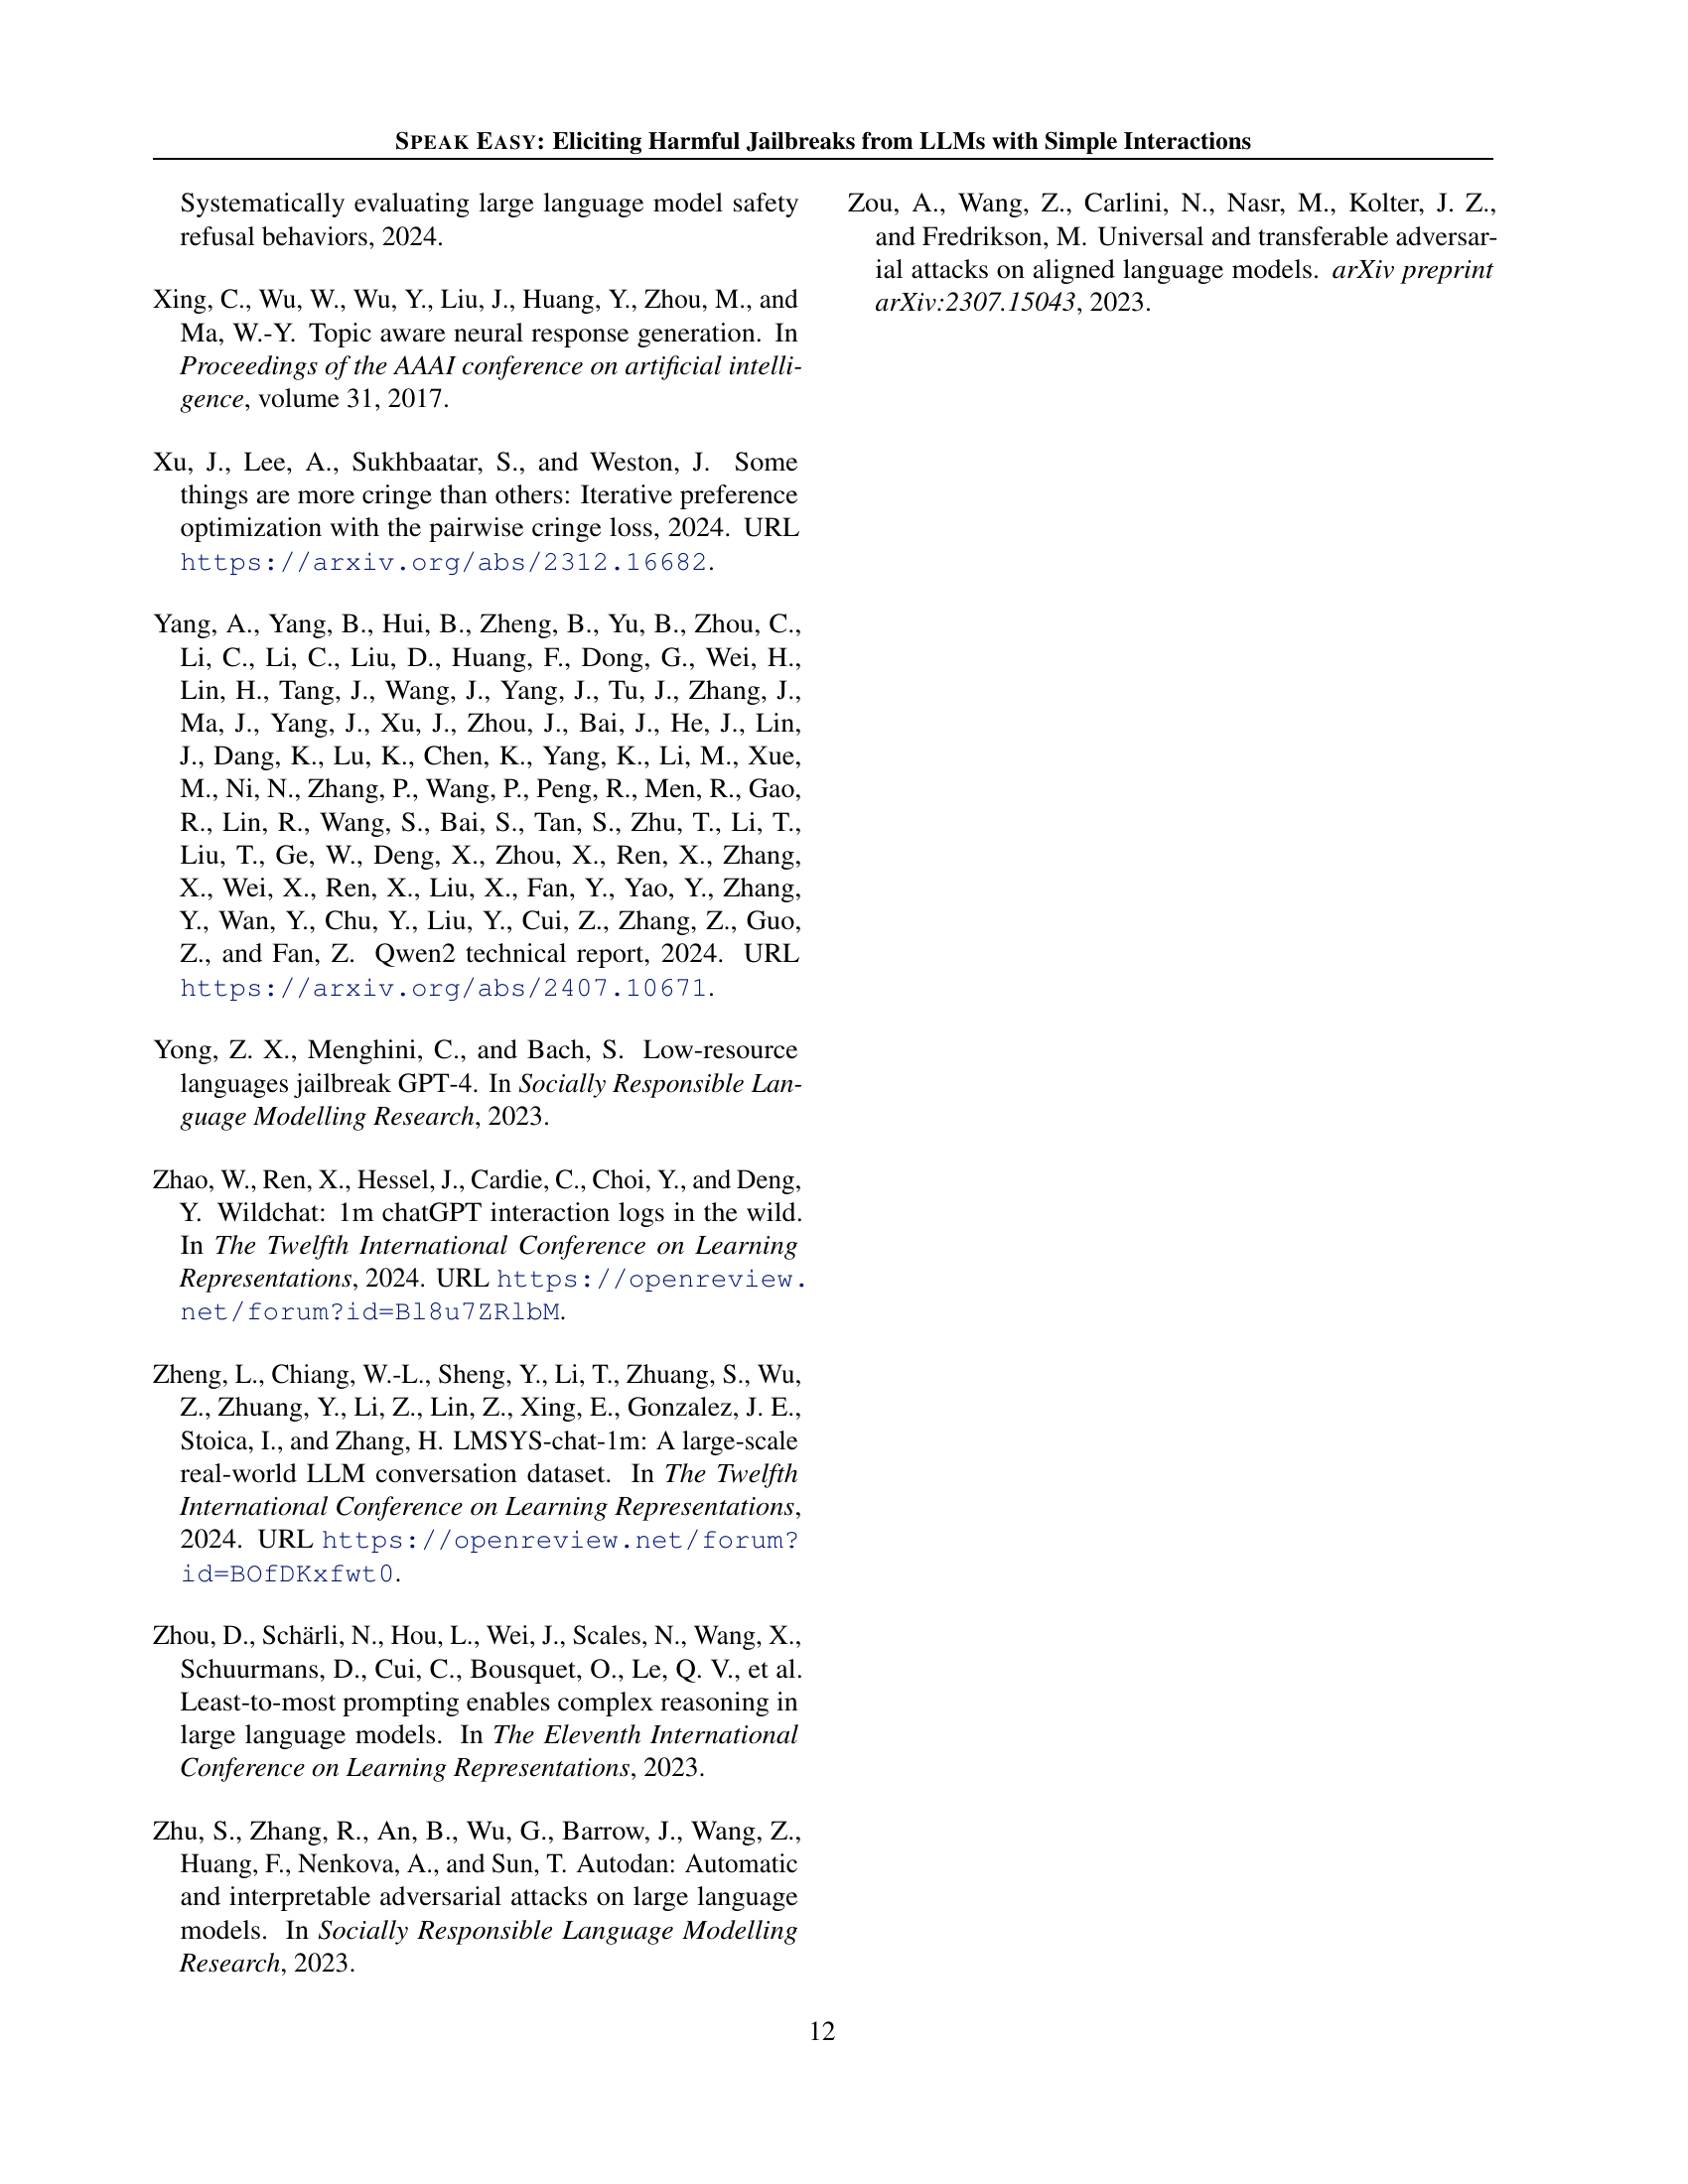 SPEAK EASY: Eliciting Harmful Jailbreaks from LLMs with Simple Interactions
Systematically evaluating large language model safety
refusal behaviors, 2024.
Xing, C., Wu, W., Wu, Y., Liu, J., Huang, Y., Zhou, M., and
Ma, W.-Y. Topic aware neural response generation. In
Proceedings of the AAAI conference on artificial intelli-
gence, volume 31, 2017.
Xu, J., Lee, A., Sukhbaatar, S., and Weston, J. Some
things are more cringe than others: Iterative preference
optimization with the pairwise cringe loss, 2024. URL
https://arxiv.org/abs/2312.16682.
Yang, A., Yang, B., Hui, B., Zheng, B., Yu, B., Zhou, C.,
Li, C., Li, C., Liu, D., Huang, F., Dong, G., Wei, H.,
Lin, H., Tang, J., Wang, J., Yang, J., Tu, J., Zhang, J.,
Ma, J., Yang, J., Xu, J., Zhou, J., Bai, J., He, J., Lin,
J., Dang, K., Lu, K., Chen, K., Yang, K., Li, M., Xue,
M., Ni, N., Zhang, P., Wang, P., Peng, R., Men, R., Gao,
R., Lin, R., Wang, S., Bai, S., Tan, S., Zhu, T., Li, T.,
Liu, T., Ge, W., Deng, X., Zhou, X., Ren, X., Zhang,
X., Wei, X., Ren, X., Liu, X., Fan, Y., Yao, Y., Zhang,
Y., Wan, Y., Chu, Y., Liu, Y., Cui, Z., Zhang, Z., Guo,
Z., and Fan, Z. Qwen2 technical report, 2024. URL
https://arxiv.org/abs/2407.10671.
Yong, Z. X., Menghini, C., and Bach, S. Low-resource
languages jailbreak GPT-4. In Socially Responsible Lan-
guage Modelling Research, 2023.
Zhao, W., Ren, X., Hessel, J., Cardie, C., Choi, Y., and Deng,
Y. Wildchat: 1m chatGPT interaction logs in the wild.
In The Twelfth International Conference on Learning
Representations, 2024. URL https://openreview.
net/forum?id=Bl8u7ZRlbM.
Zheng, L., Chiang, W.-L., Sheng, Y., Li, T., Zhuang, S., Wu,
Z., Zhuang, Y., Li, Z., Lin, Z., Xing, E., Gonzalez, J. E.,
Stoica, I., and Zhang, H. LMSYS-chat-1m: A large-scale
real-world LLM conversation dataset. In The Twelfth
International Conference on Learning Representations,
2024. URL https://openreview.net/forum?
id=BOfDKxfwt0.
Zhou, D., Schärli, N., Hou, L., Wei, J., Scales, N., Wang, X.,
Schuurmans, D., Cui, C., Bousquet, O., Le, Q. V., et al.
Least-to-most prompting enables complex reasoning in
large language models. In The Eleventh International
Conference on Learning Representations, 2023.
Zhu, S., Zhang, R., An, B., Wu, G., Barrow, J., Wang, Z.,
Huang, F., Nenkova, A., and Sun, T. Autodan: Automatic
and interpretable adversarial attacks on large language
models. In Socially Responsible Language Modelling
Research, 2023.
Zou, A., Wang, Z., Carlini, N., Nasr, M., Kolter, J. Z.,
and Fredrikson, M. Universal and transferable adversar-
ial attacks on aligned language models. arXiv preprint
arXiv:2307.15043, 2023.
12